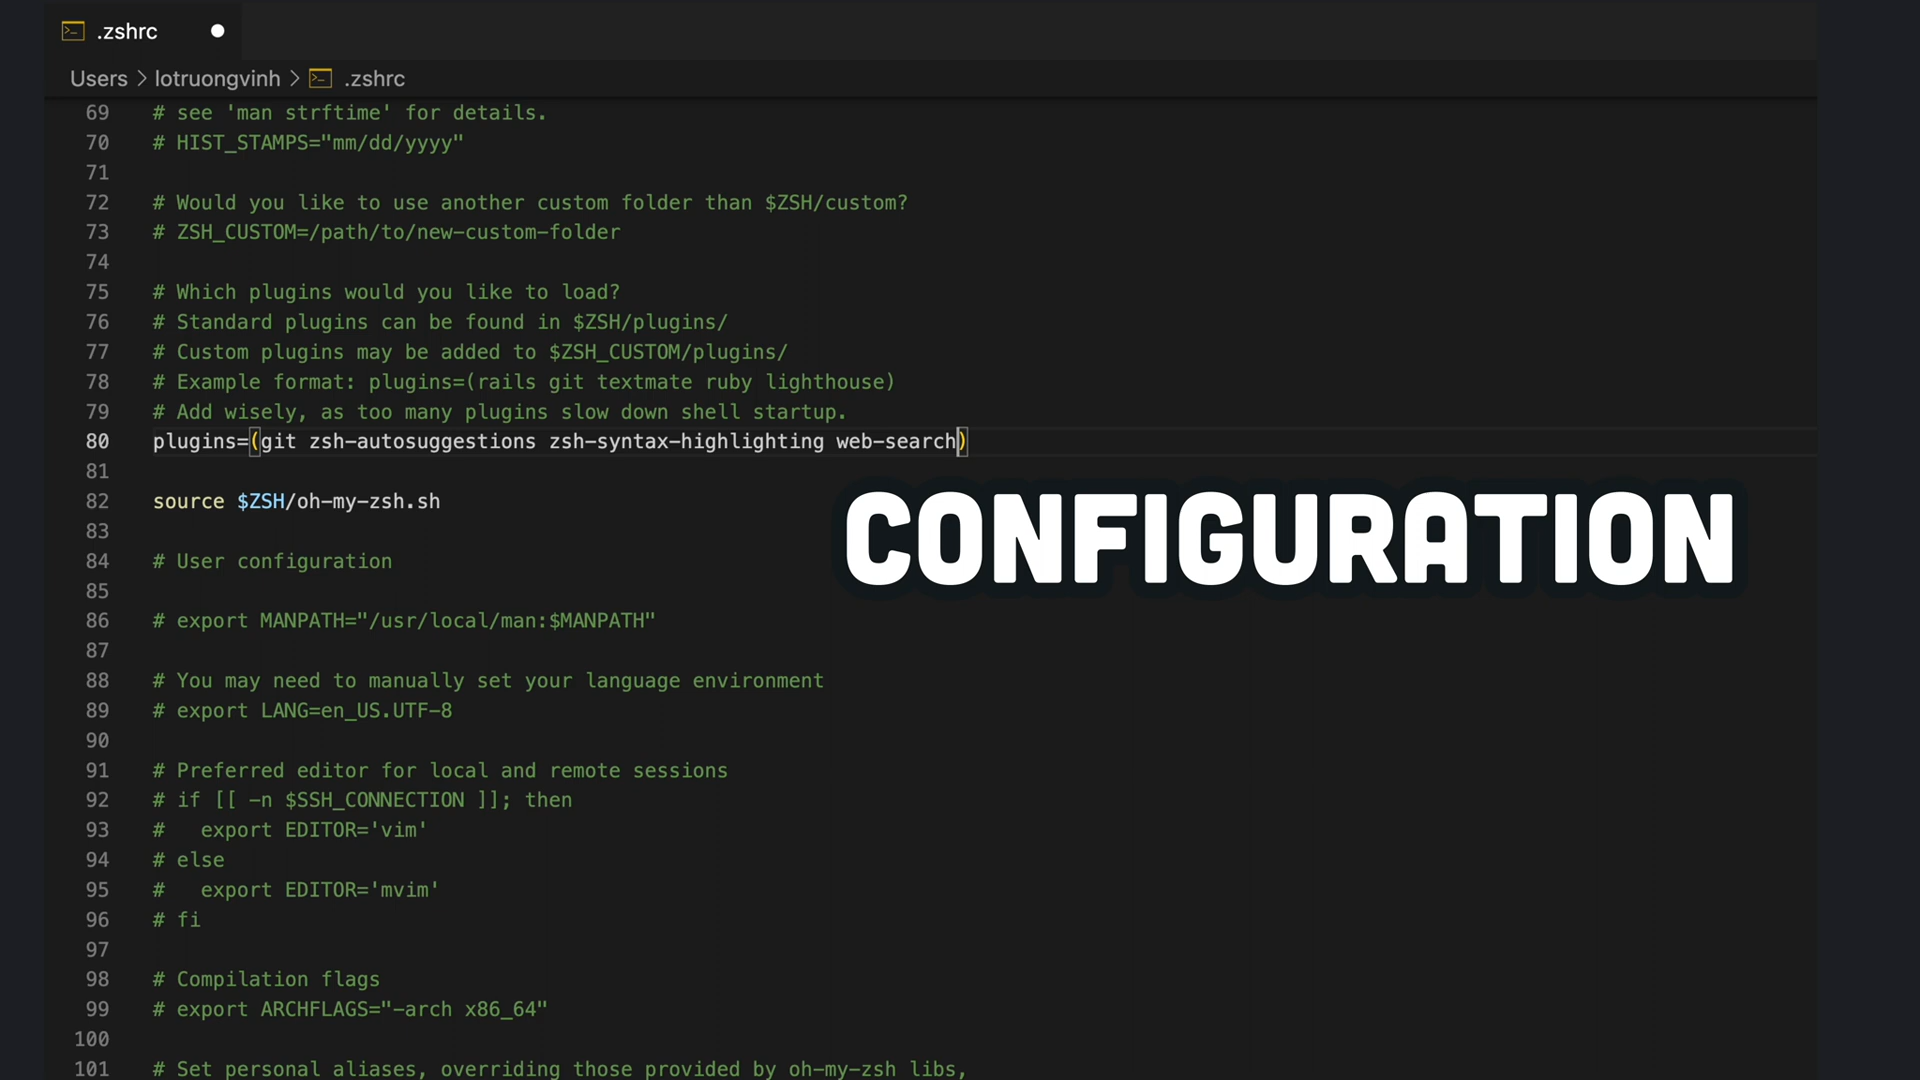 .zshrc
Users > lotruongvinh > .zshrc
69 # see 'man strftime' for details.
70 # HIST_STAMPS="mm/dd/yyyy"
71
72 # Would you like to use another custom folder than $ZSH/custom?
73 # ZSH_CUSTOM=/path/to/new-custom-folder
74
75 # Which plugins would you like to load?
76 # Standard plugins can be found in $ZSH/plugins/
77 # Custom plugins may be added to $ZSH_CUSTOM/plugins/
78 # Example format: plugins=(rails git textmate ruby lighthouse)
79 # Add wisely, as too many plugins slow down shell startup.
80 plugins=(git zsh-autosuggestions zsh-syntax-highlighting web-search)
81
82 source $ZSH/oh-my-zsh.sh
CONFIGURATION
83
84 # User configuration
85
86 # export MANPATH="/usr/local/man:$MANPATH"
87
88 # You may need to manually set your language environment
89 # export LANG=en_US.UTF-8
90
91 # Preferred editor for local and remote sessions
92 # if [[ -n $SSH_CONNECTION ]]; then
93 #   export EDITOR='vim'
94 # else
95 #   export EDITOR='mvim'
96 # fi
97
98 # Compilation flags
99 # export ARCHFLAGS="-arch x86_64"
100
101 # Set personal aliases, overriding those provided by oh-my-zsh libs,